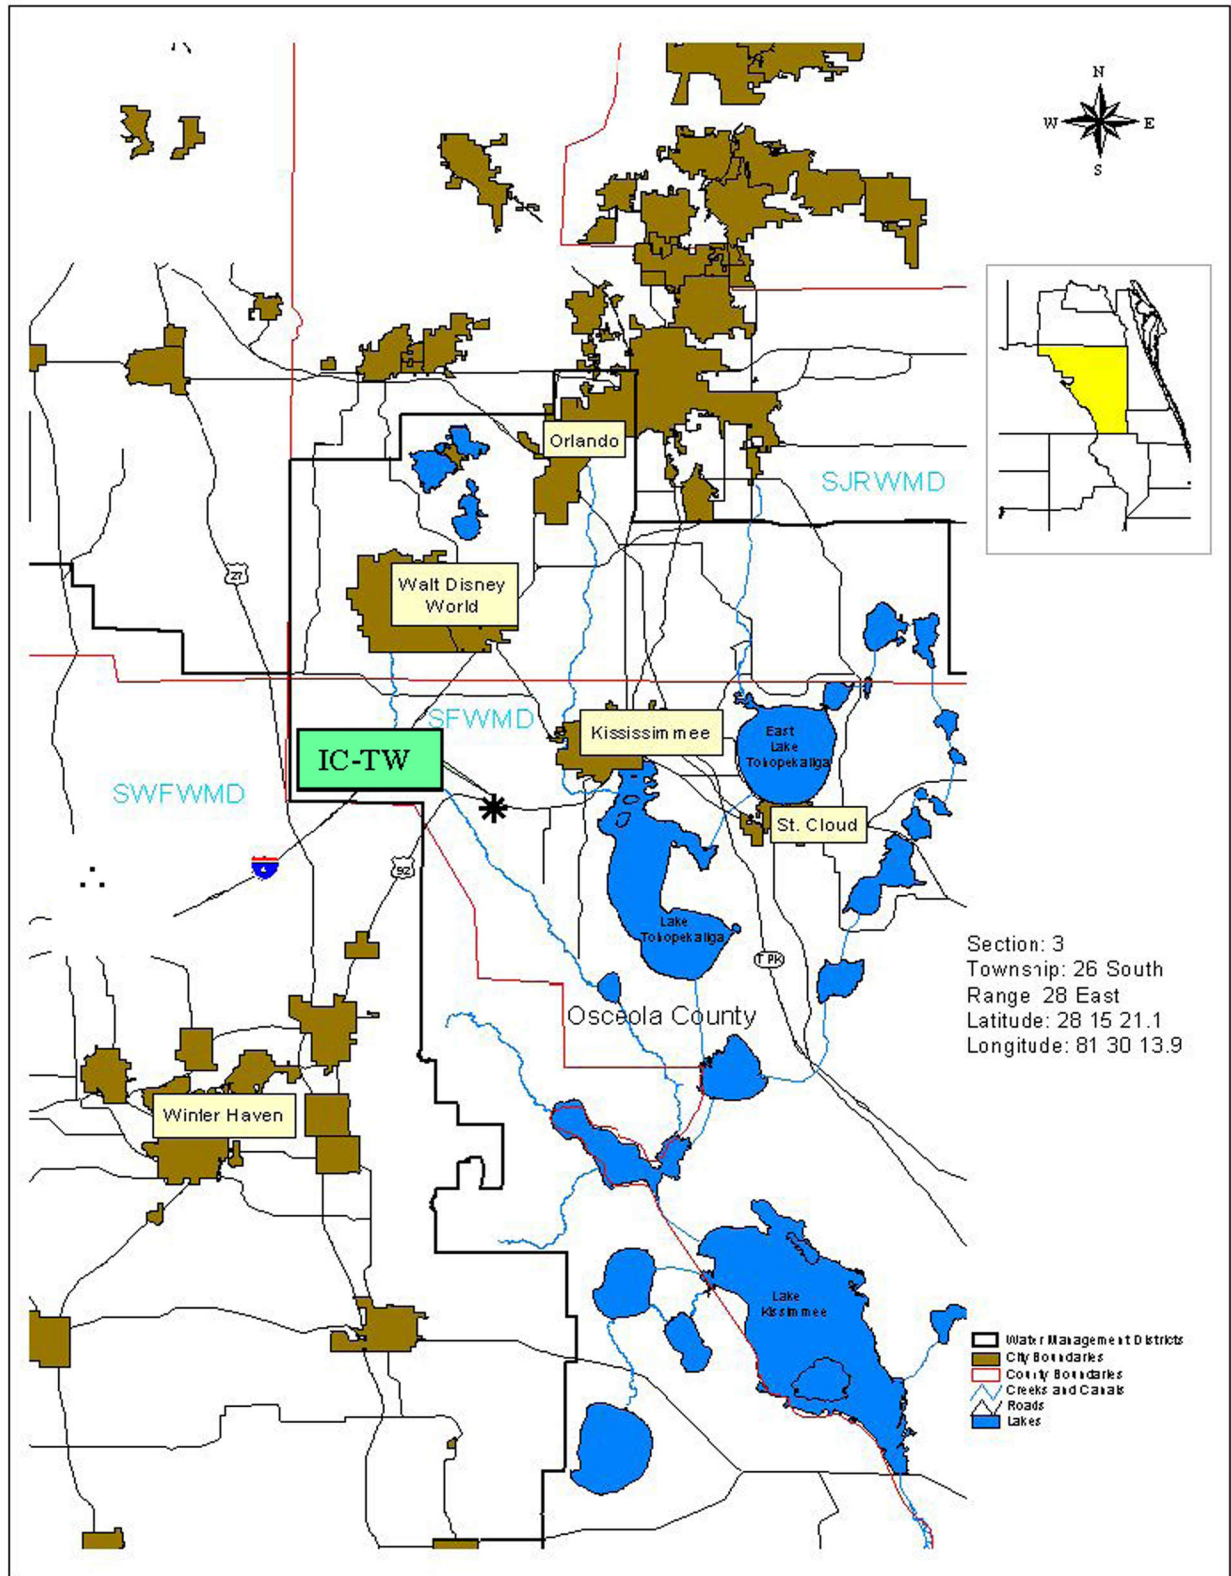 N
W E
S
Orlando
SJRWMD
27
Walt Disney
World
SFWMD
Kississimmee
East
Lake
Tohopekaliga
IC-TW
SWFWMD
St. Cloud
4
92
Lake
Tohopekaliga
T PK
Section: 3
Township: 26 South
Range 28 East
Latitude: 28 15 21.1
Longitude: 81 30 13.9
Osceola County
Winter Haven
Lake
Kissimmee
Water Management Districts
City Boundaries
County Boundaries
Creeks and Canals
Roads
Lakes